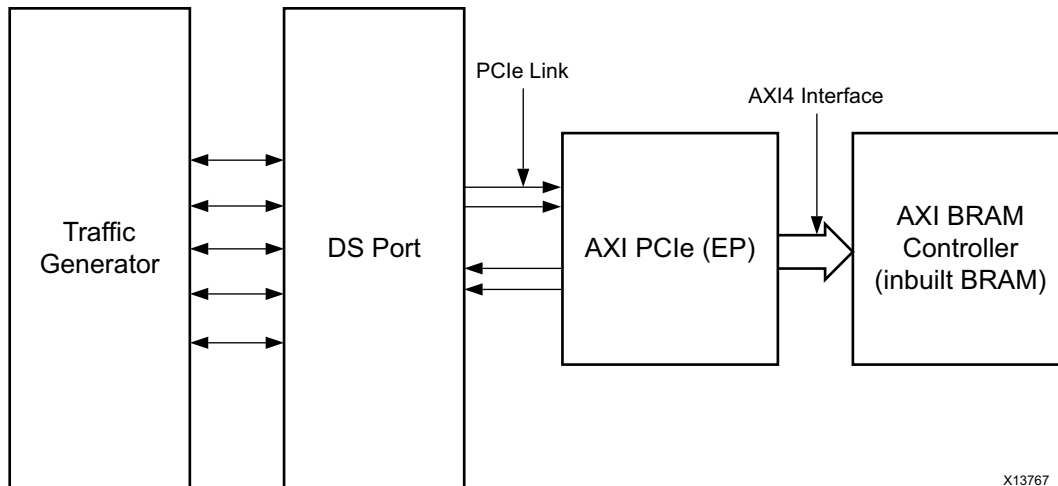 PCIe Link
AXI4 Interface
Traffic
Generator
DS Port
AXI PCIe (EP)
AXI BRAM
Controller
(inbuilt BRAM)
X13767